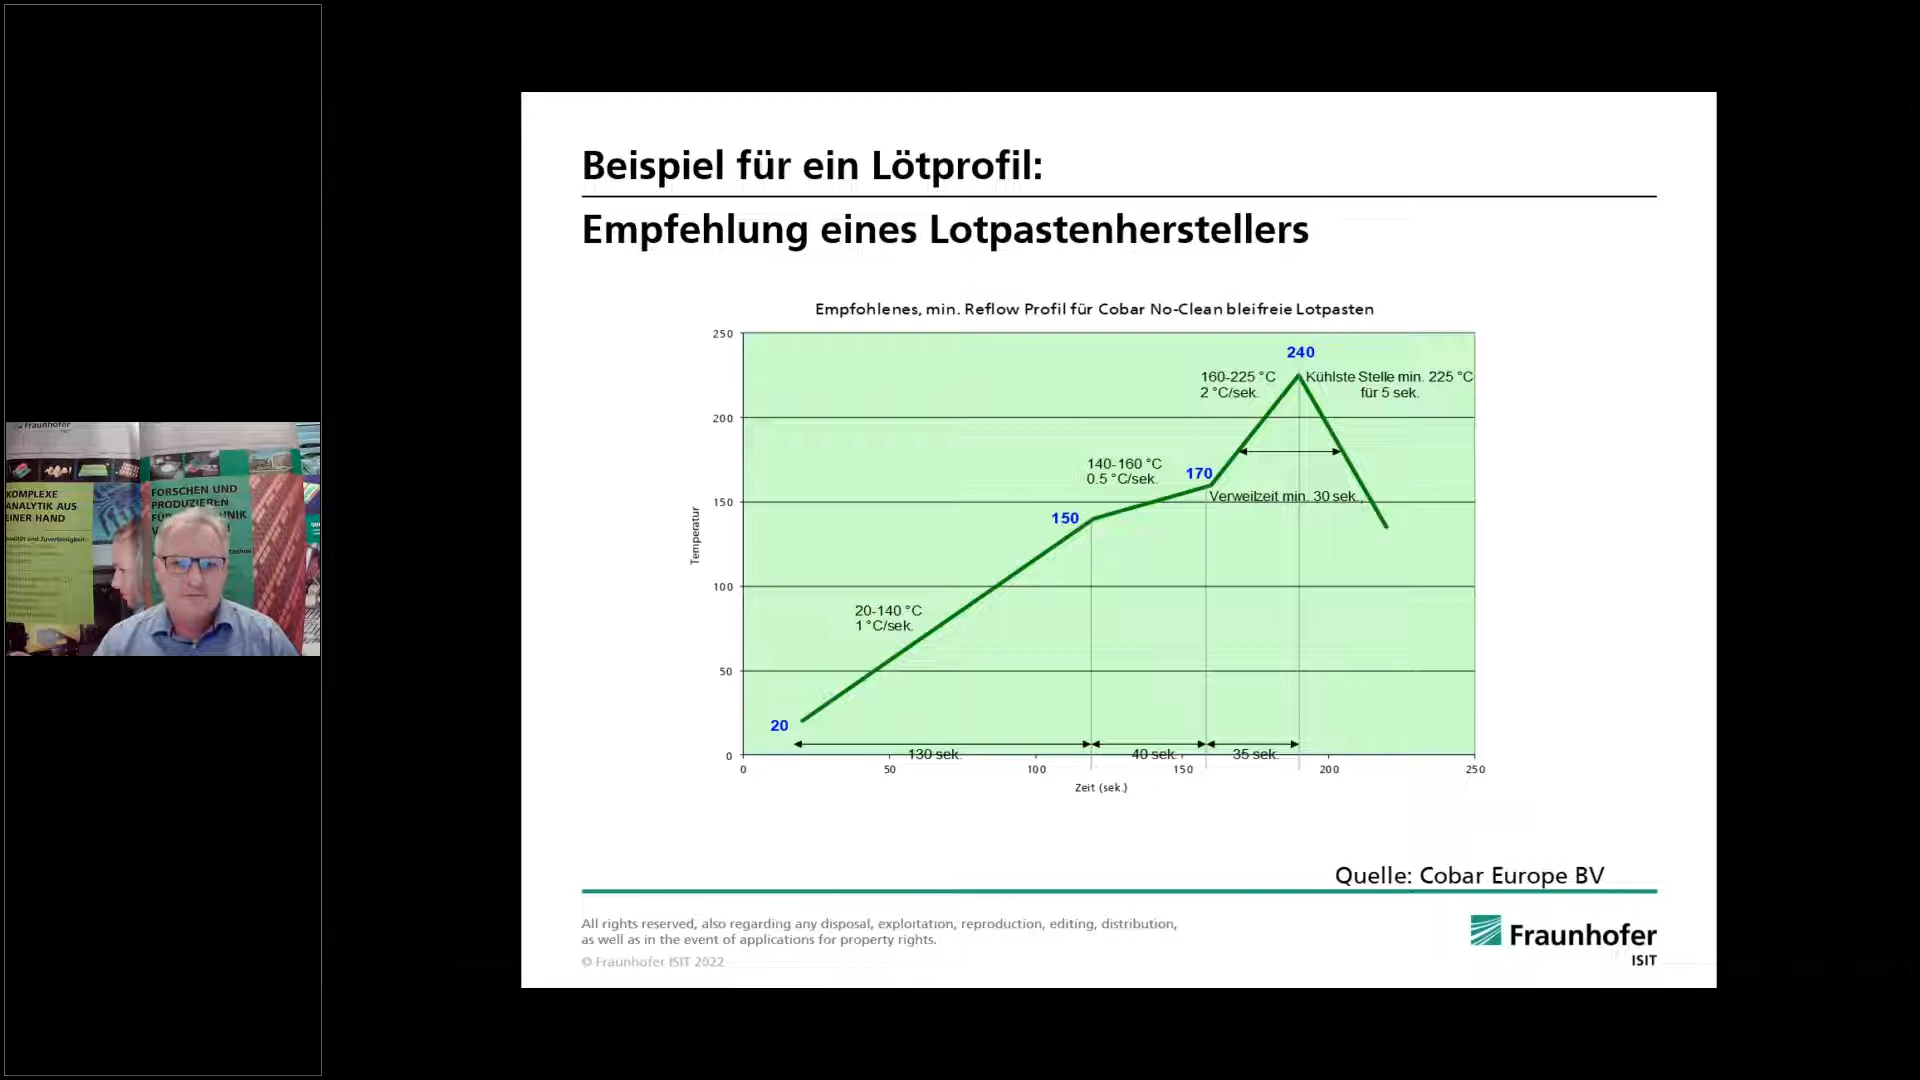 Fraunhofer
KOMPLEXE
ANALYTIK AUS
EINER HAND
FORSCHEN UND
PRODUZIEREN
Beispiel für ein Lötprofil:
Empfehlung eines Lotpastenherstellers
Empfohlenes, min. Reflow Profil für Cobar No-Clean bleifreie Lotpasten
250
200
150
100
50
0
Temperatur
240
160-225 °C
2 °C/sek.
Kühlste Stelle min. 225 °C
für 5 sek.
140-160 °C
0.5 °C/sek.
170
Verweilzeit min. 30 sek.
150
20-140 °C
1 °C/sek.
20
130 sek.
40 sek.
35 sek.
0
50
100
150
200
250
Zeit (sek.)
Quelle: Cobar Europe BV
All rights reserved, also regarding any disposal, exploitation, reproduction, editing, distribution,
as well as in the event of applications for property rights.
© Fraunhofer ISIT 2022
Fraunhofer
ISIT